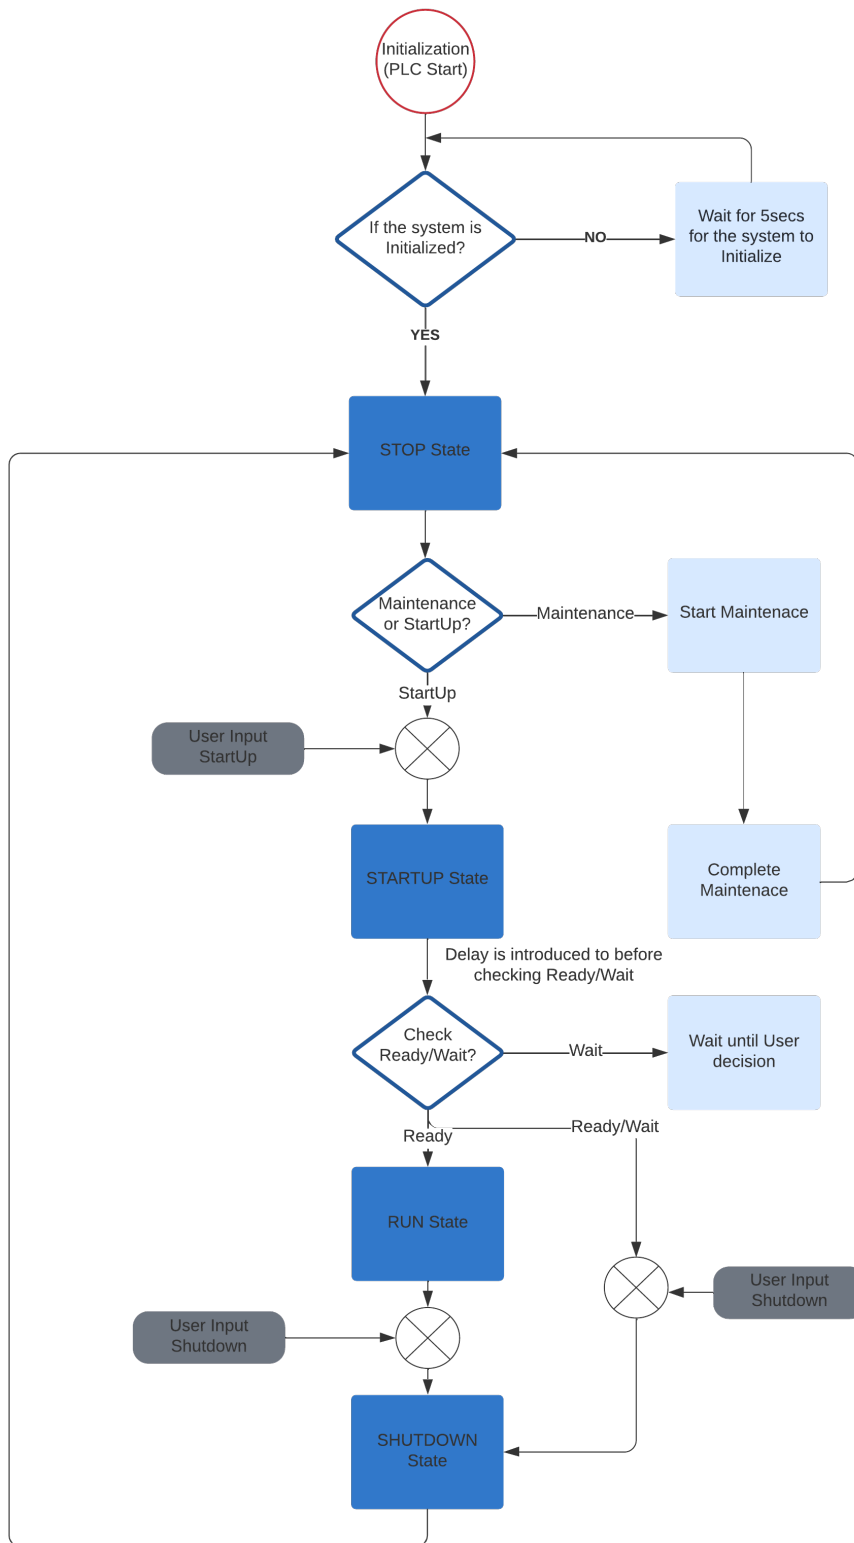 Initialization
(PLC Start)
If the system is
Initialized?
NO
Wait for 5secs
for the system to
Initialize
YES
STOP State
Maintenance
or StartUp?
Maintenance
Start Maintenace
StartUp
User Input
StartUp
STARTUP State
Complete
Maintenace
Delay is introduced to before
checking Ready/Wait
Check
Ready/Wait?
Wait
Wait until User
decision
Ready
Ready/Wait
RUN State
User Input
Shutdown
User Input
Shutdown
SHUTDOWN
State